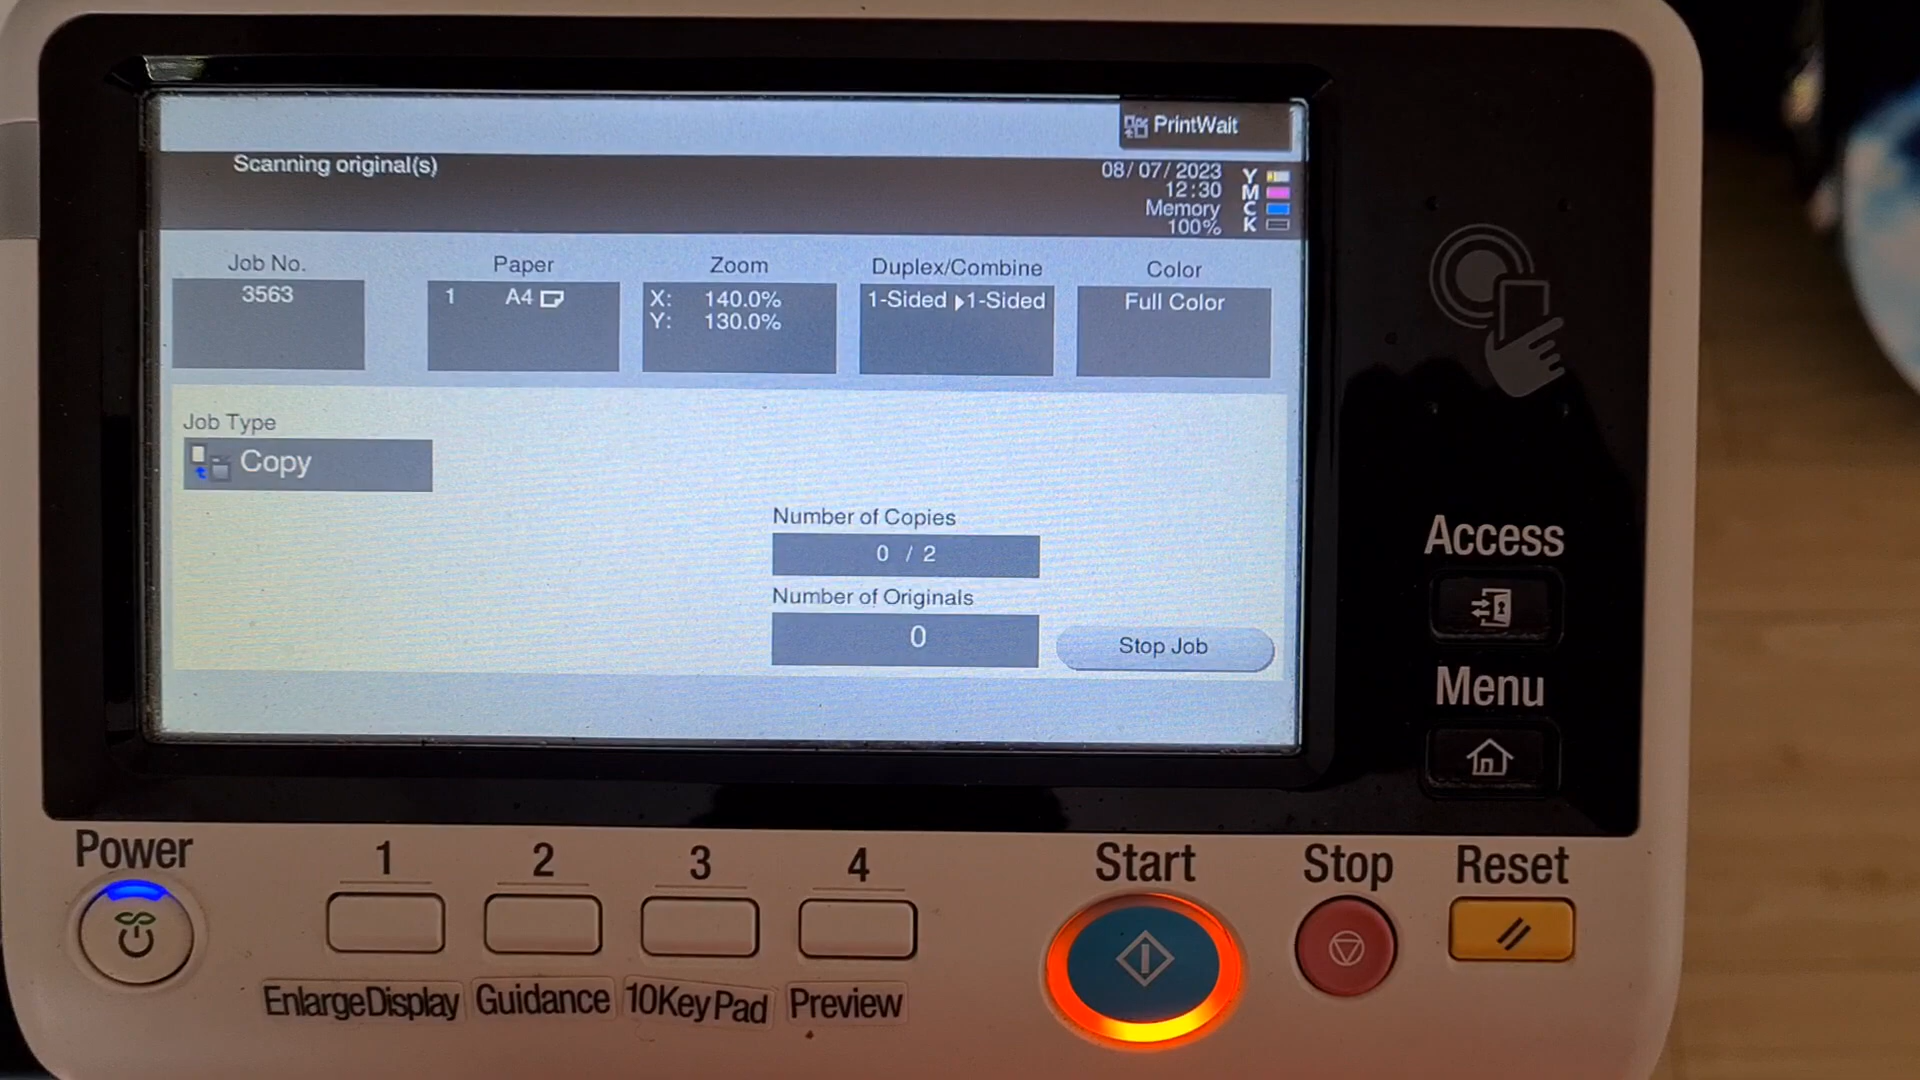 PrintWait
Scanning original(s)
08/07/2023
12:30
Memory
100%
Y
M
C
K
Job No.
3563
Paper
1 A4
Zoom
X: 140.0%
Y: 130.0%
Duplex/Combine
1-Sided ▶1-Sided
Color
Full Color
Job Type
Copy
Number of Copies
0 / 2
Number of Originals
0
Stop Job
Access
Menu
Power
1
2
3
4
Start
Stop
Reset
EnlargeDisplay
Guidance
10KeyPad
Preview